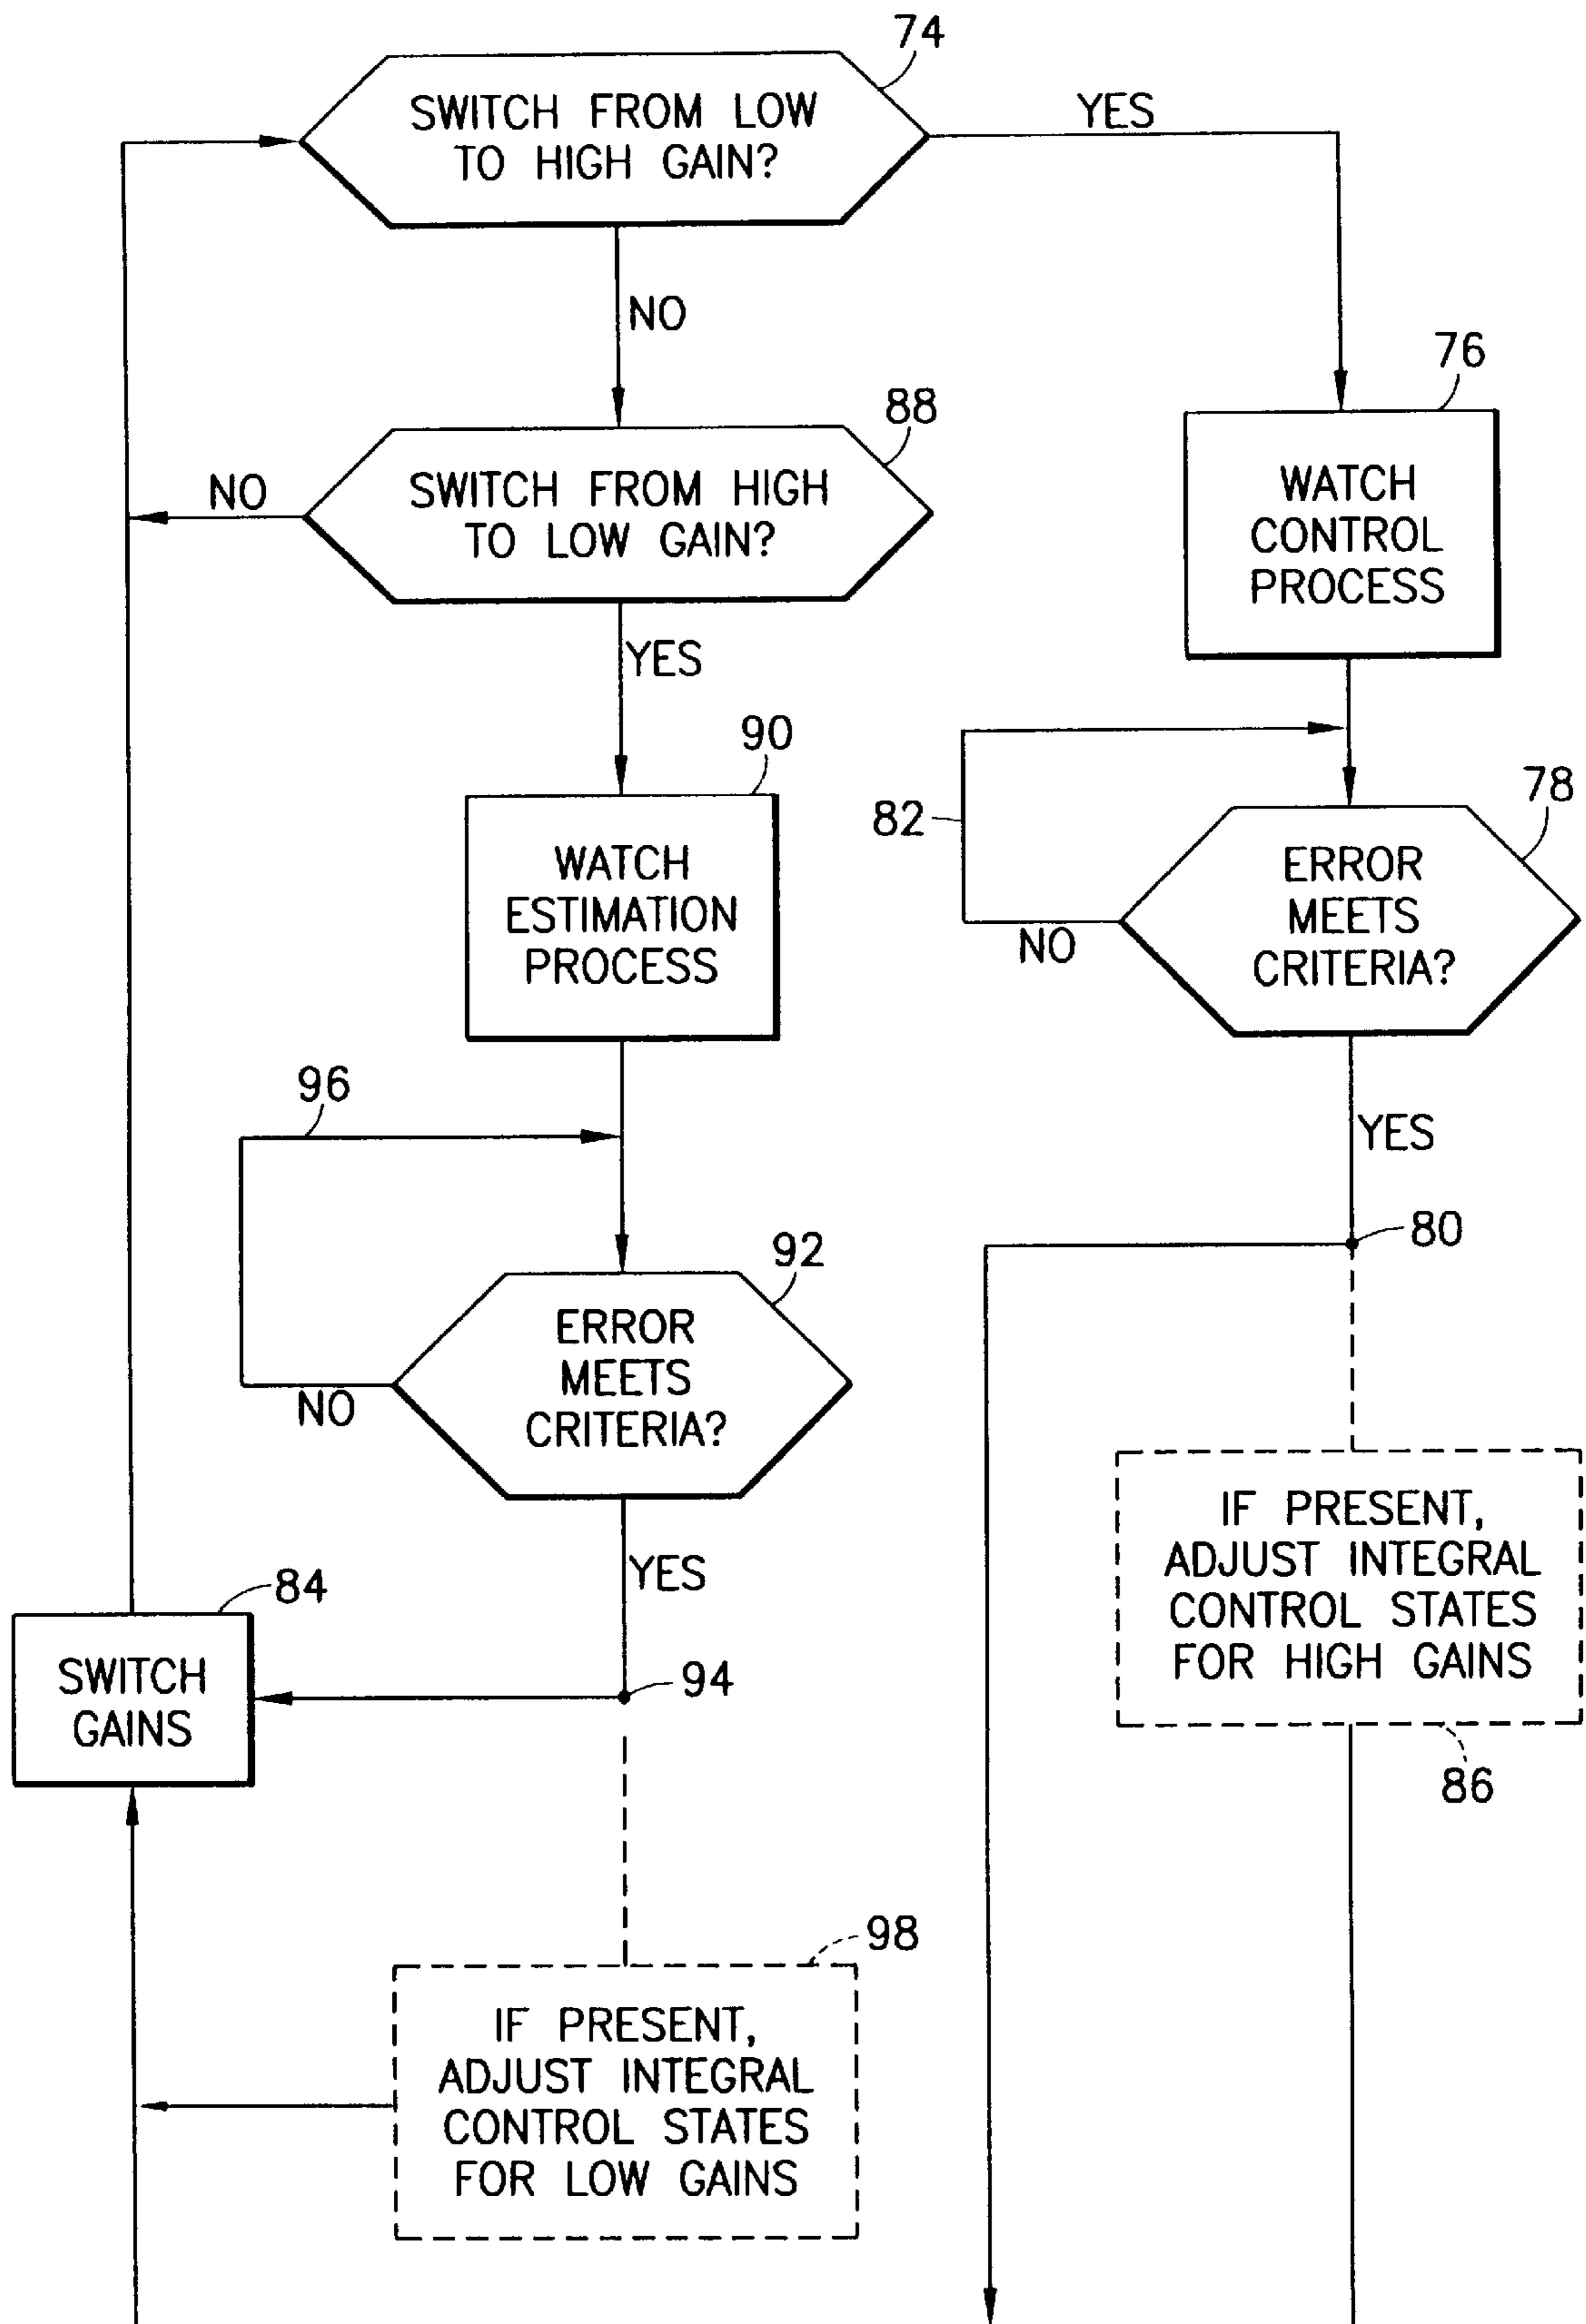 74
SWITCH FROM LOW
TO HIGH GAIN?
YES
NO
76
88
SWITCH FROM HIGH
TO LOW GAIN?
NO
WATCH
CONTROL
PROCESS
YES
90
WATCH
ESTIMATION
PROCESS
82
78
ERROR
MEETS
CRITERIA?
NO
96
YES
80
92
ERROR
MEETS
CRITERIA?
NO
IF PRESENT,
ADJUST INTEGRAL
CONTROL STATES
FOR HIGH GAINS
86
YES
84
SWITCH
GAINS
94
98
IF PRESENT,
ADJUST INTEGRAL
CONTROL STATES
FOR LOW GAINS